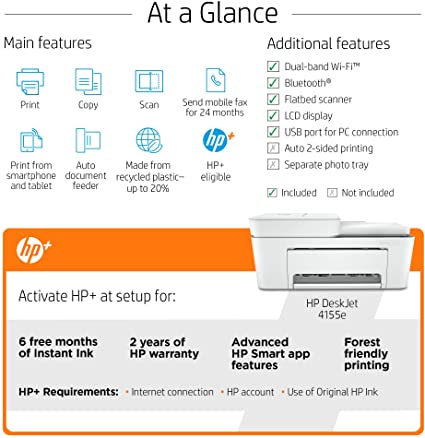 At a Glance
Main features
Print
Copy
Scan
Send mobile fax
for 24 months
Print from
smartphone
and tablet
Auto
document
feeder
Made from
recycled plastic–
up to 20%
hp+
HP+
eligible
Additional features
Dual-band Wi-Fi™
Bluetooth®
Flatbed scanner
LCD display
USB port for PC connection
Auto 2-sided printing
Separate photo tray
Included
Not included
hp+
HP DeskJet
4155e
Activate HP+ at setup for:
6 free months
of Instant Ink
2 years of
HP warranty
Advanced
HP Smart app
features
Forest
friendly
printing
HP+ Requirements: • Internet connection • HP account • Use of Original HP Ink